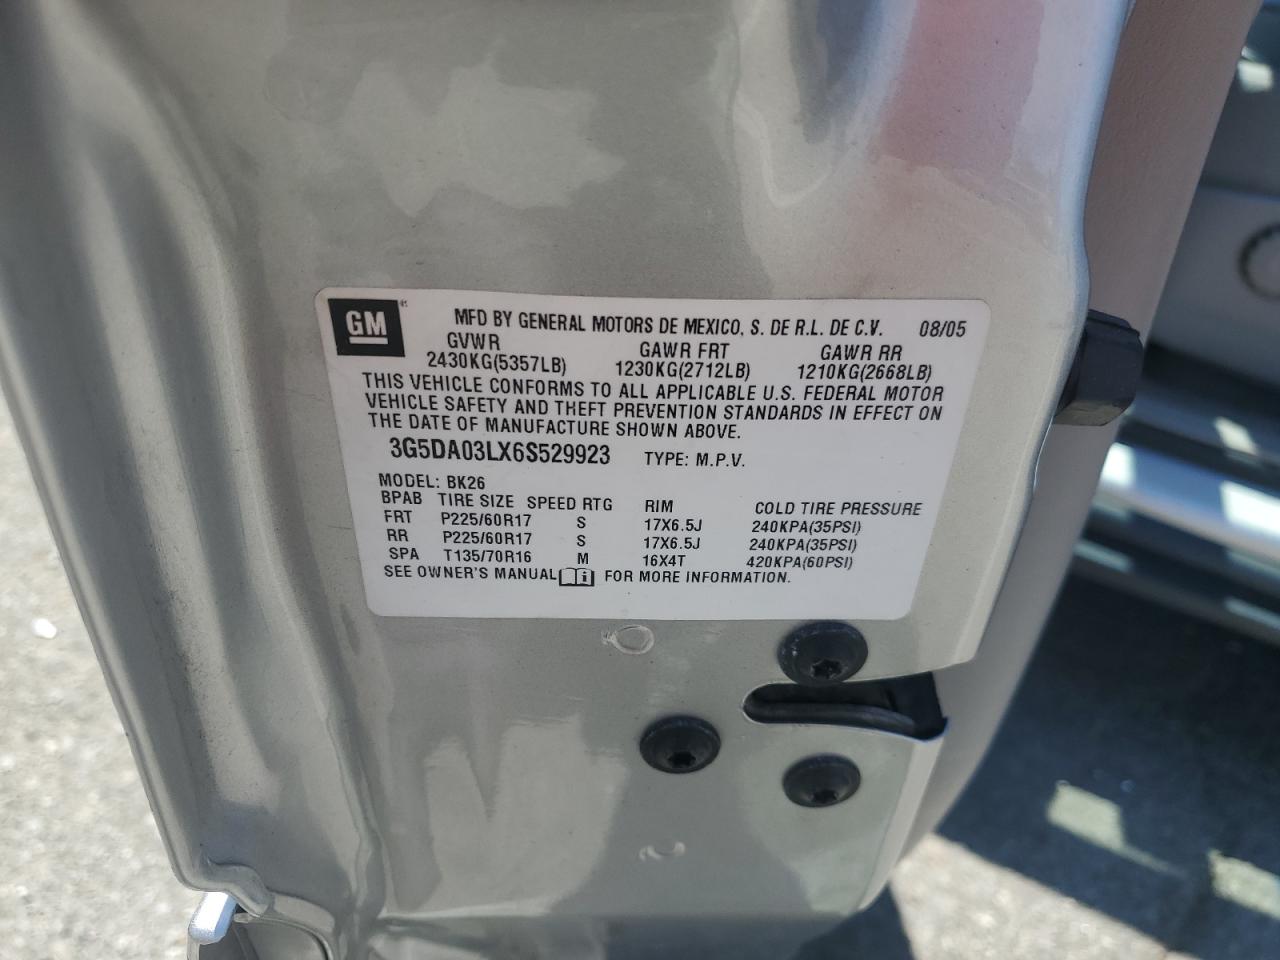 GM
MFD BY GENERAL MOTORS DE MEXICO, S. DE R.L. DE C.V. 08/05
GVWR GAWR FRT GAWR RR
2430KG(5357LB) 1230KG(2712LB) 1210KG(2668LB)
THIS VEHICLE CONFORMS TO ALL APPLICABLE U.S. FEDERAL MOTOR
VEHICLE SAFETY AND THEFT PREVENTION STANDARDS IN EFFECT ON
THE DATE OF MANUFACTURE SHOWN ABOVE.
3G5DA03LX6S529923 TYPE: M.P.V.
MODEL: BK26
BPAB TIRE SIZE SPEED RTG RIM COLD TIRE PRESSURE
FRT P225/60R17 S 17X6.5J 240KPA(35PSI)
RR P225/60R17 S 17X6.5J 240KPA(35PSI)
SPA T135/70R16 M 16X4T 420KPA(60PSI)
SEE OWNER'S MANUAL i FOR MORE INFORMATION.